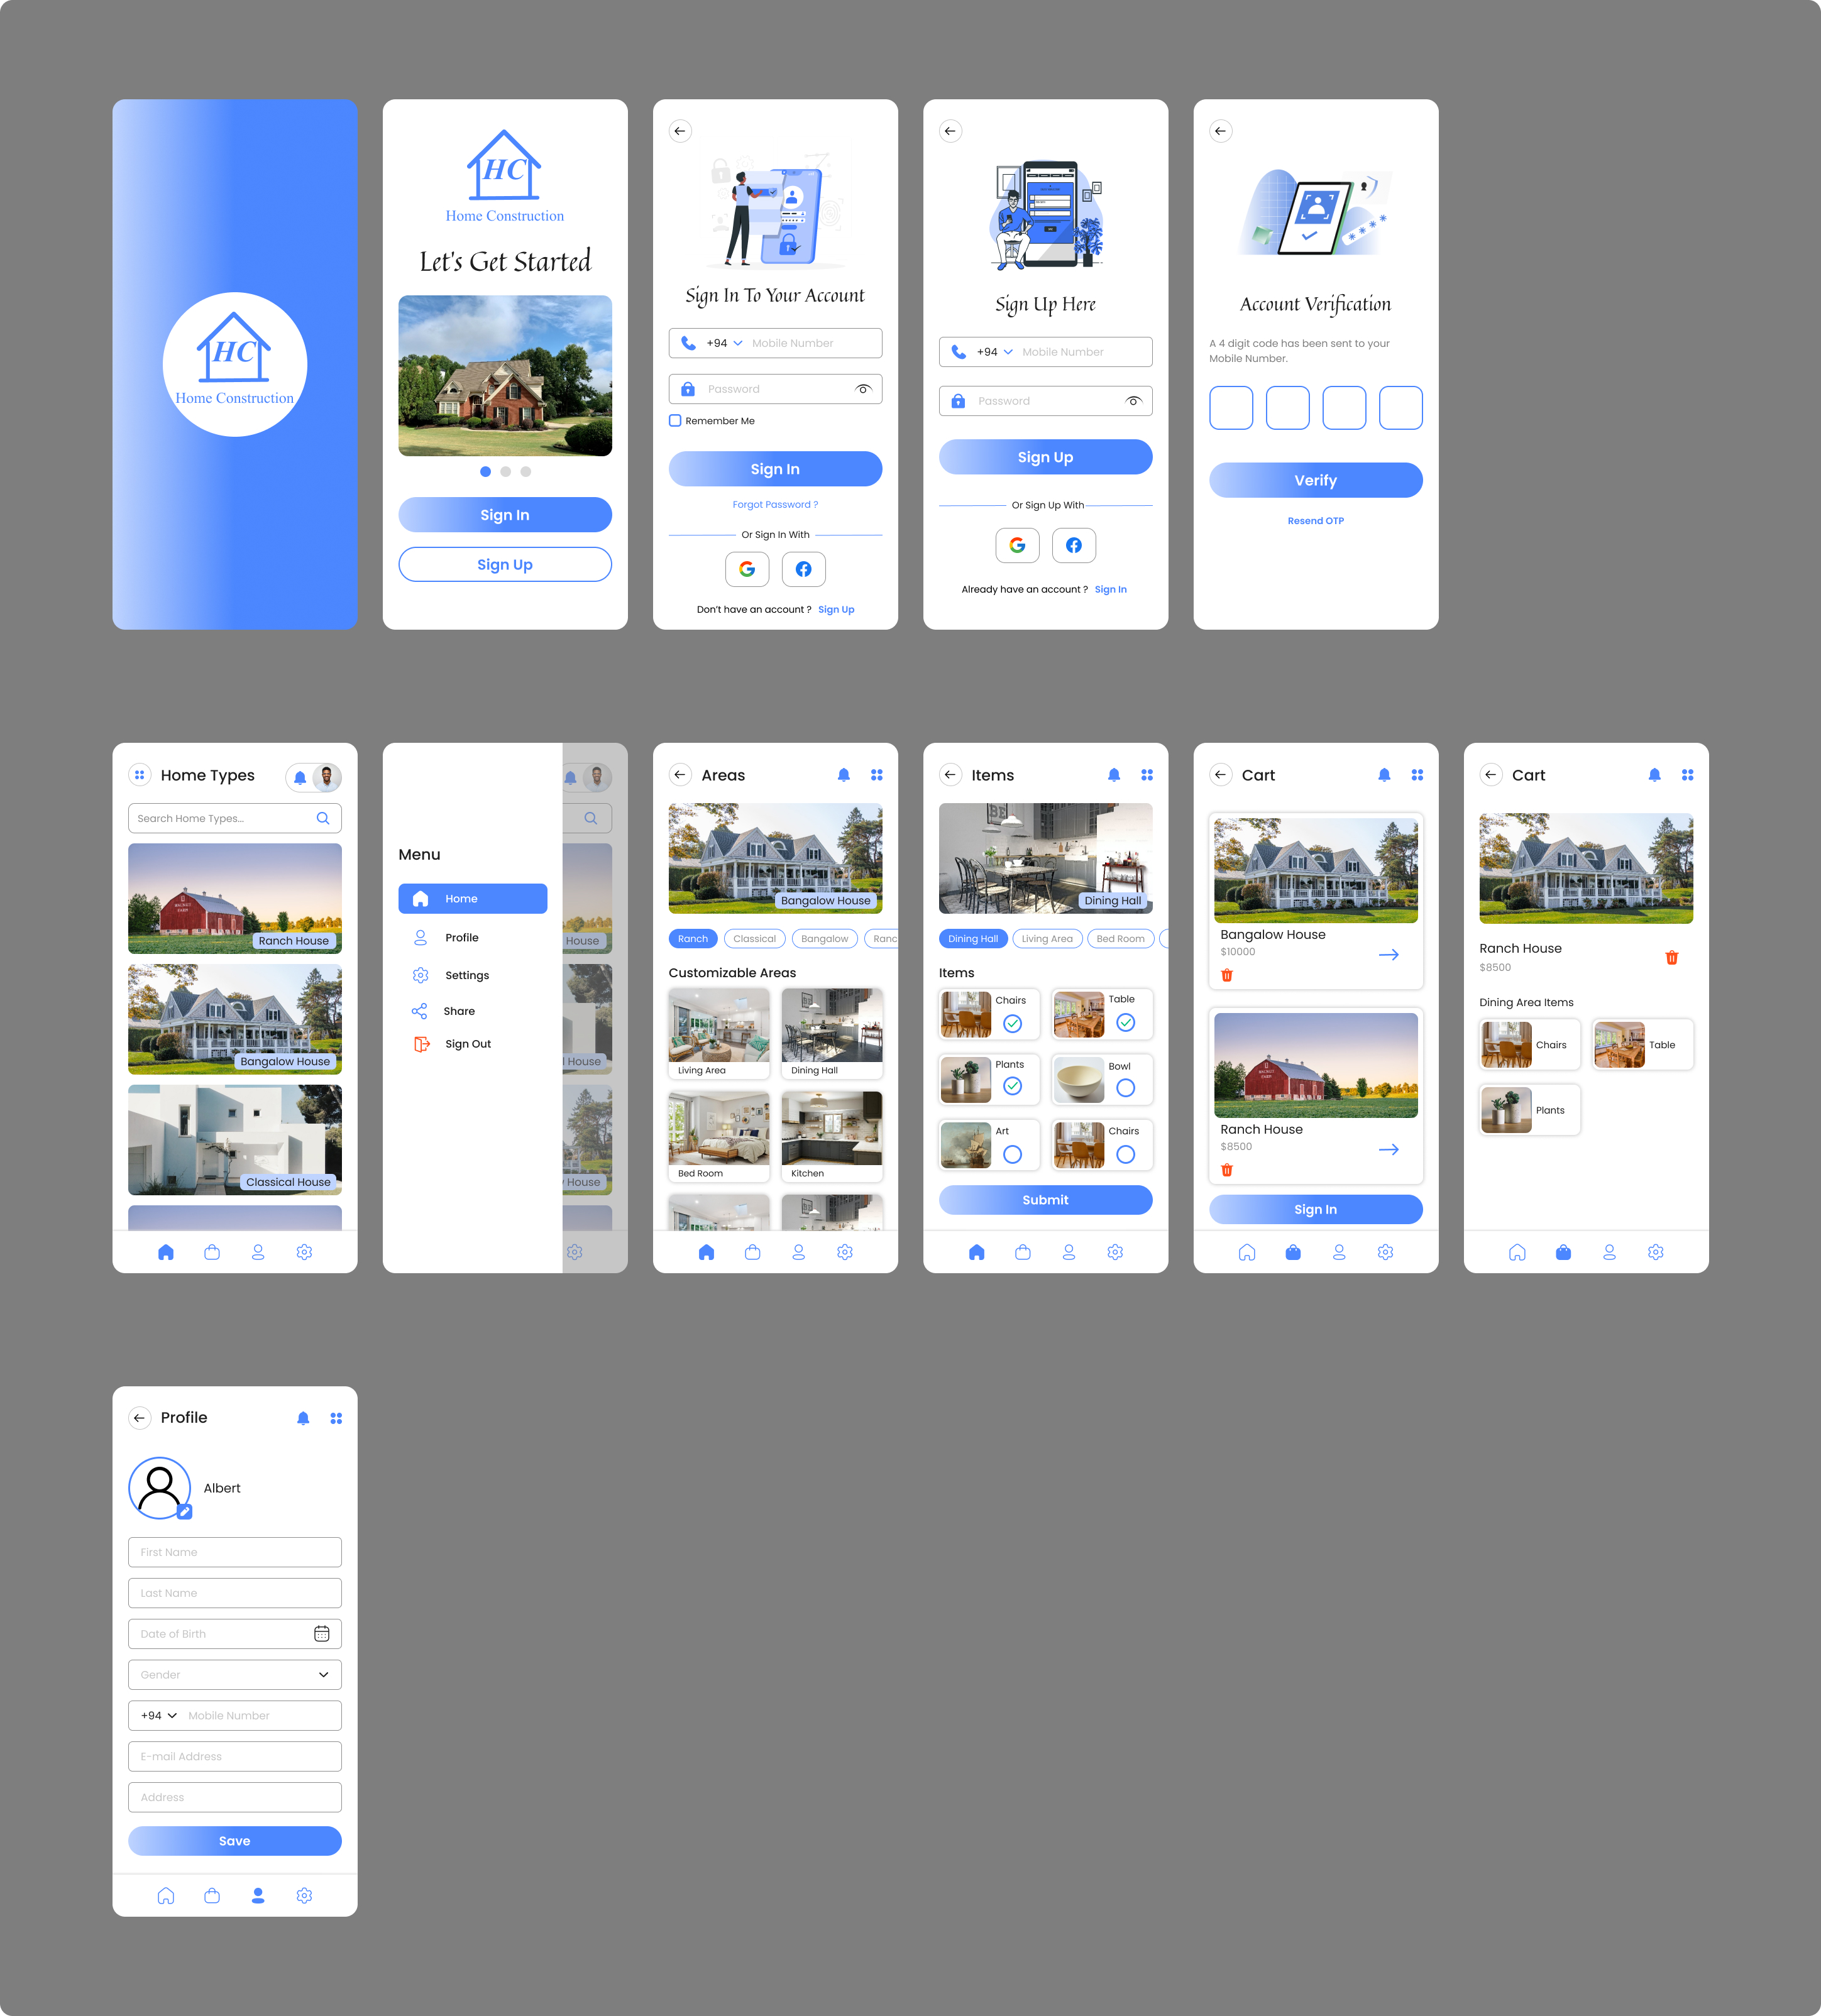 HC
Home Construction
HC
Home Construction
Let's Get Started
Sign In
Sign Up
Sign In To Your Account
+94 Mobile Number
Password
Remember Me
Sign In
Forgot Password ?
Or Sign In With
Don't have an account ? Sign Up
Sign Up Here
+94 Mobile Number
Password
Sign Up
Or Sign Up With
Already have an account ? Sign In
Account Verification
A 4 digit code has been sent to your
Mobile Number.
Verify
Resend OTP
Home Types
Search Home Types...
Ranch House
Bangalow House
Classical House
Menu
Home
Profile
Settings
Share
Sign Out
House
House
House
Areas
Bangalow House
Ranch Classical Bangalow Ranc
Customizable Areas
Living Area Dining Hall
Bed Room Kitchen
Items
Dining Hall
Dining Hall Living Area Bed Room
Items
Chairs Table
Plants Bowl
Art Chairs
Submit
Cart
Bangalow House
$10000
Ranch House
$8500
Sign In
Cart
Ranch House
$8500
Dining Area Items
Chairs Table
Plants
Profile
Albert
First Name
Last Name
Date of Birth
Gender
+94 Mobile Number
E-mail Address
Address
Save